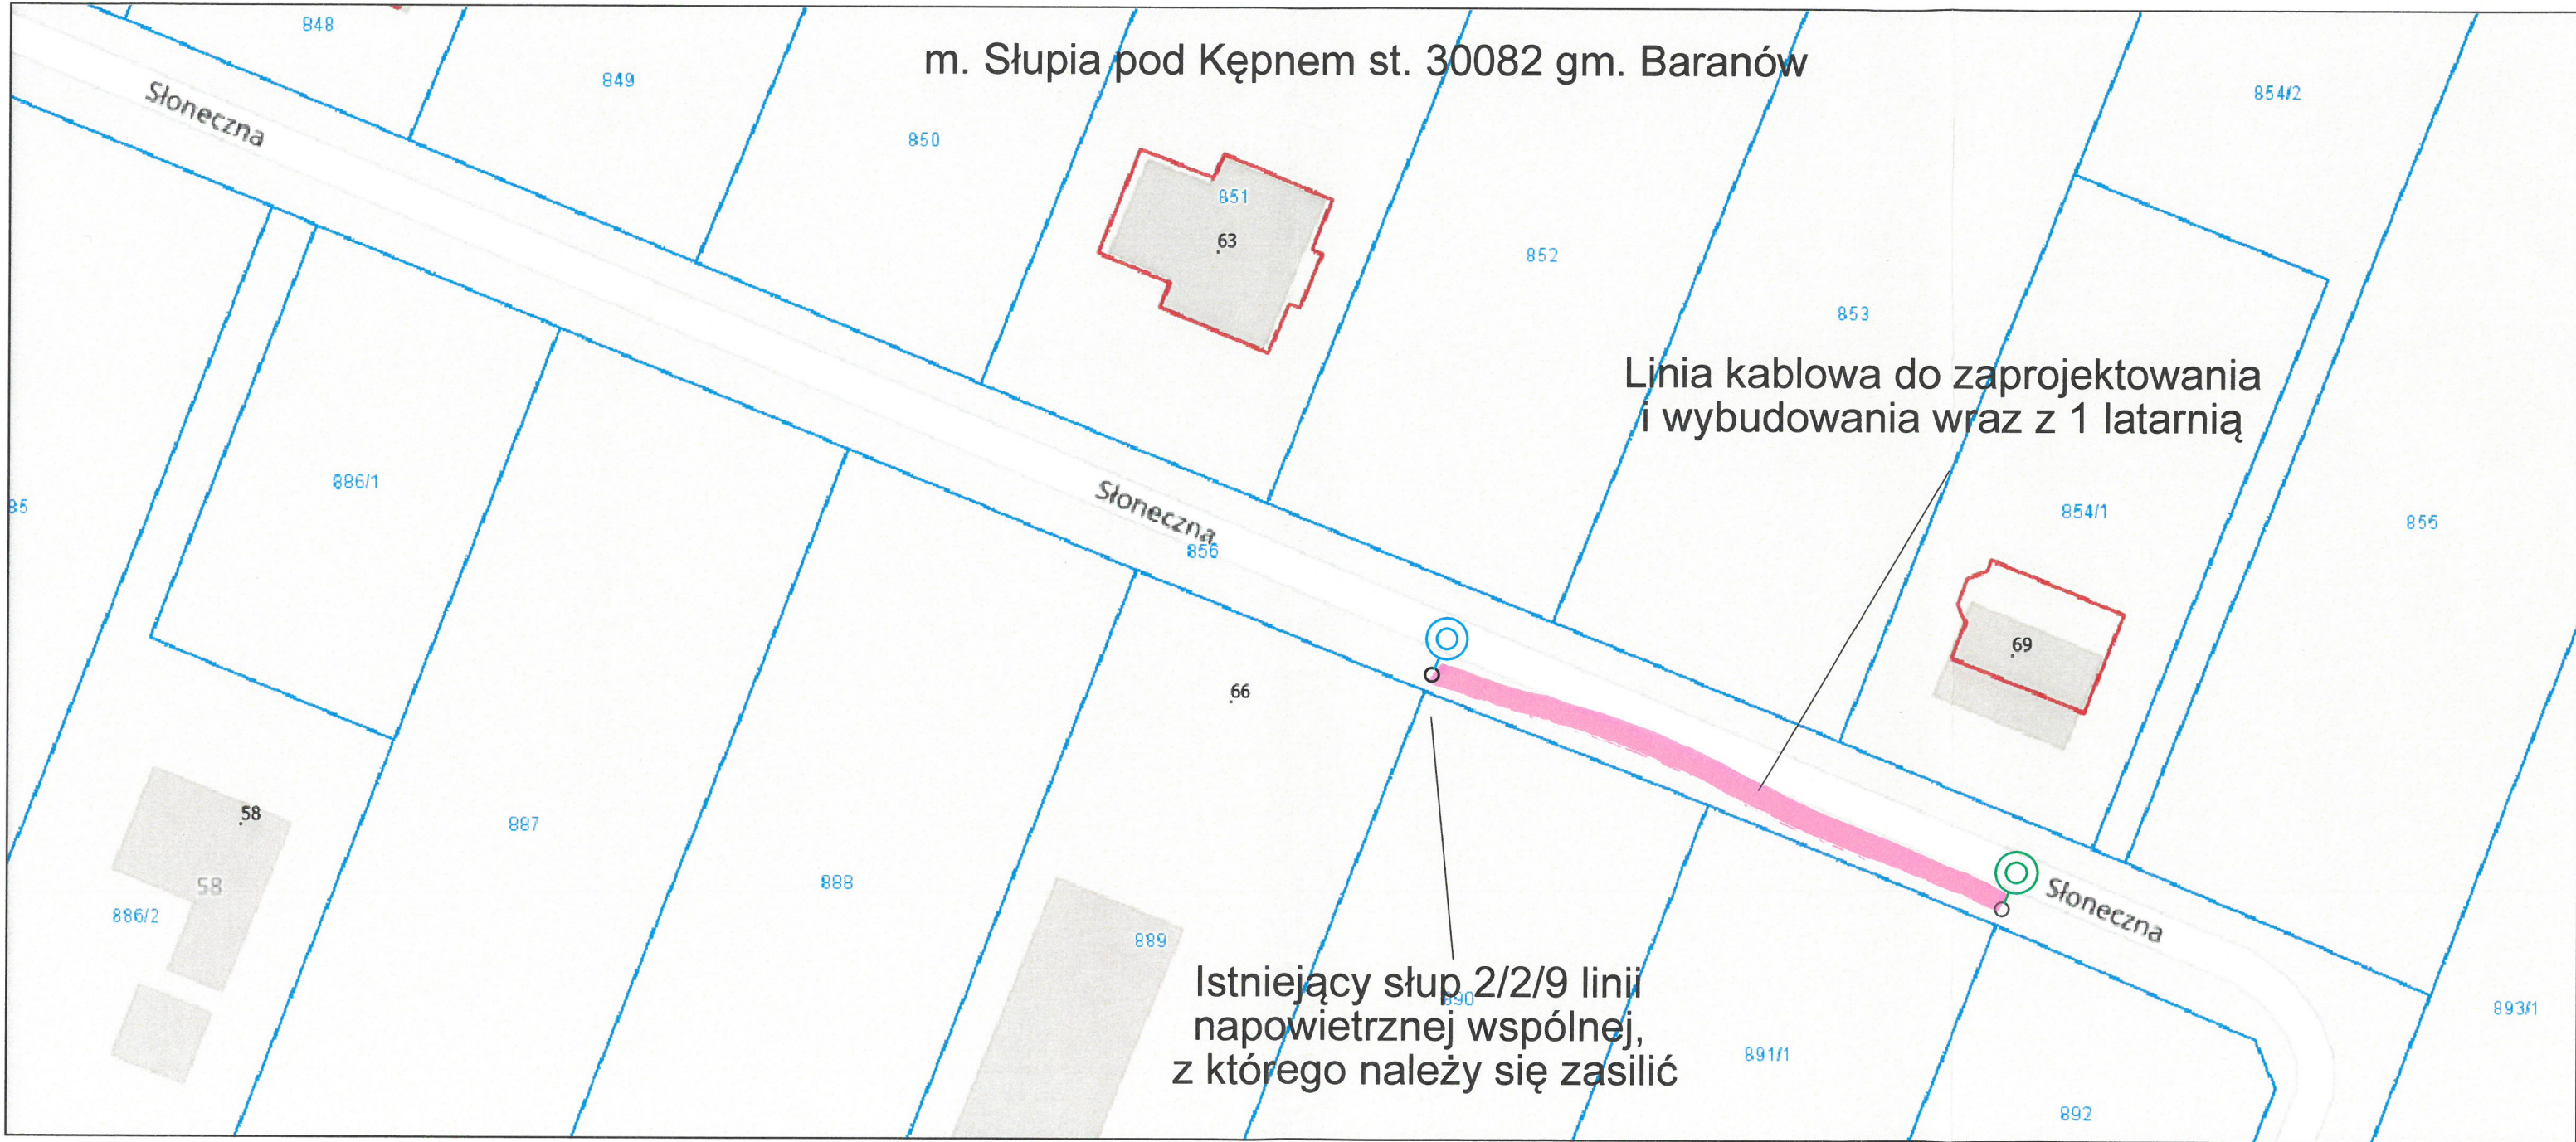 848
849
m. Słupia pod Kępnem st. 30082 gm. Baranów
854/2
Słoneczna
850
851
63
852
853
Linia kablowa do zaprojektowania
i wybudowania wraz z 1 latarnią
886/1
85
Słoneczna
856
854/1
855
69
66
58
887
58
888
886/2
889
Słoneczna
Istniejący słup 2/2/9 linii
890
napowietrznej wspólnej,
z którego należy się zasilić
891/1
893/1
892